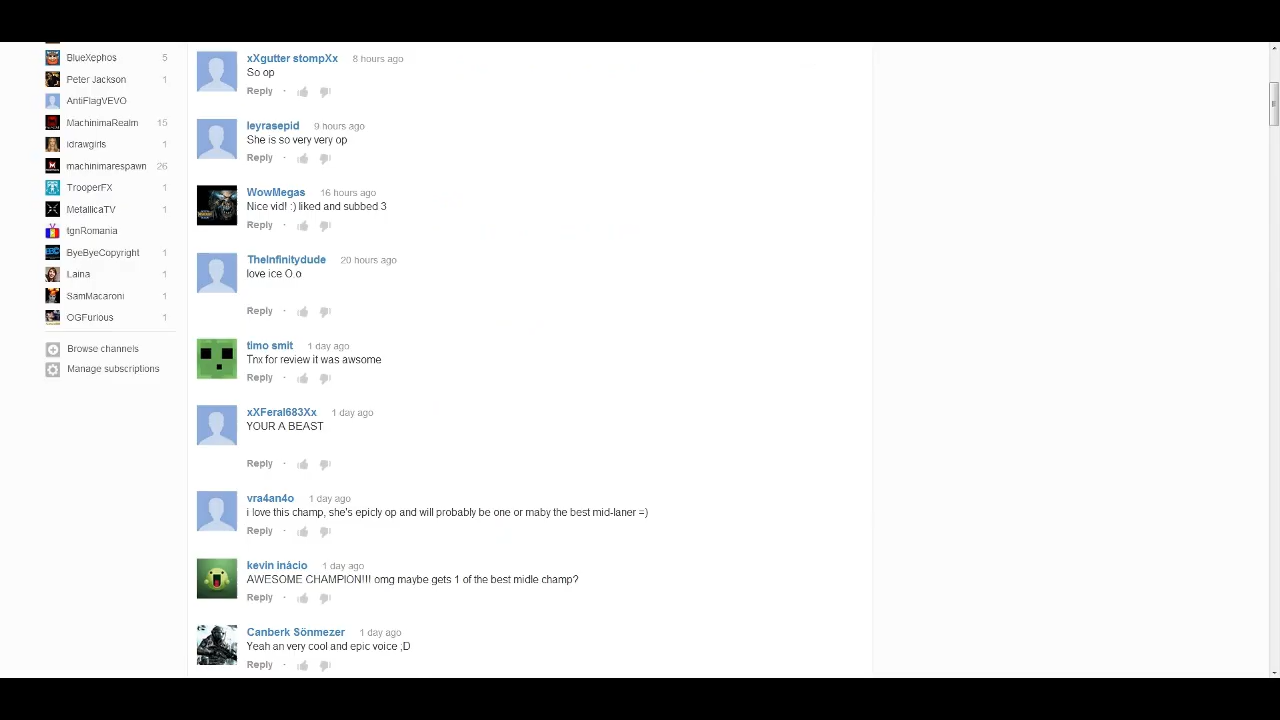 BlueXephos 5
Peter Jackson 1
AntiFlagVEVO
MachinimaRealm 15
idrawgirls 1
machinimarespawn 26
TrooperFX 1
MetallicaTV 1
tgnRomania
ByeByeCopyright 1
Laina 1
SamMacaroni 1
OGFurious 1
Browse channels
Manage subscriptions
xXgutter stompXx 8 hours ago
So op
Reply ·
leyrasepid 9 hours ago
She is so very very op
Reply ·
WowMegas 16 hours ago
Nice vid! :) liked and subbed 3
Reply ·
TheInfinitydude 20 hours ago
love ice O o
Reply ·
timo smit 1 day ago
Tnx for review it was awsome
Reply ·
xXFeral683Xx 1 day ago
YOUR A BEAST
Reply ·
vra4an4o 1 day ago
i love this champ, she's epicly op and will probably be one or maby the best mid-laner =)
Reply ·
kevin inácio 1 day ago
AWESOME CHAMPION!!! omg maybe gets 1 of the best midle champ?
Reply ·
Canberk Sönmezer 1 day ago
Yeah an very cool and epic voice ;D
Reply ·